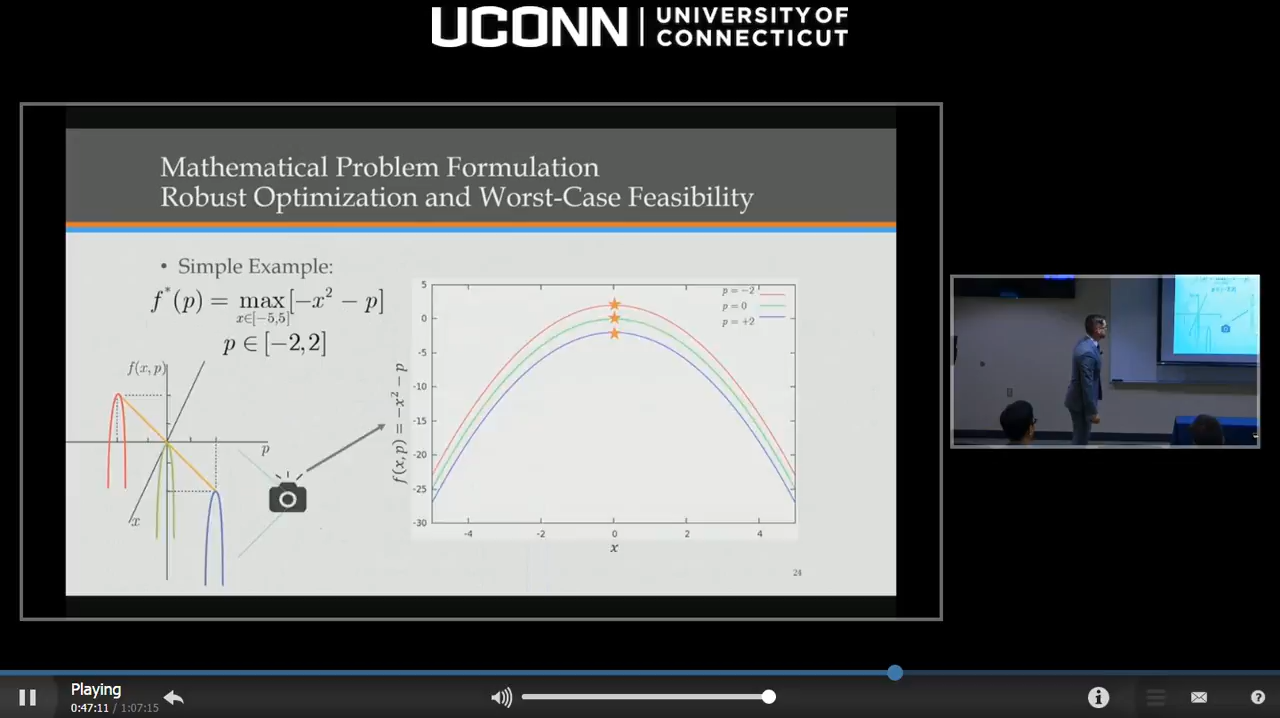 UCONN
UNIVERSITY OF
CONNECTICUT
Mathematical Problem Formulation
Robust Optimization and Worst-Case Feasibility
• Simple Example:
f*(p) = max[−x² − p]
x∈[−5,5]
p ∈ [−2,2]
f(x, p)
p
x
f(x, p) = −x² − p
5
0
-5
-10
-15
-20
-25
-30
-4
-2
0
2
4
x
p = −2
p = 0
p = +2
24
Playing
0:47:11 / 1:07:15